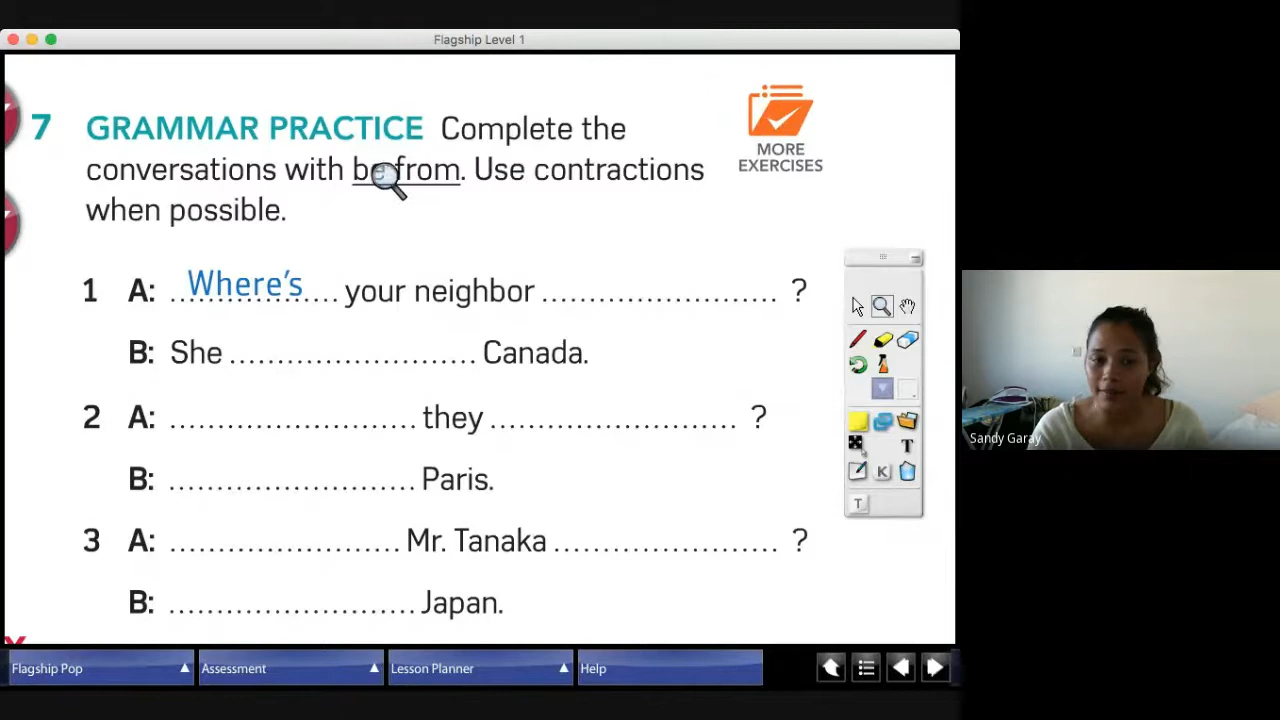 Flagship Level 1
7 GRAMMAR PRACTICE Complete the
conversations with be from. Use contractions
when possible.
MORE
EXERCISES
1 A: Where's your neighbor ........................ ?
B: She .......................... Canada.
2 A: .......................... they .......................... ?
B: .......................... Paris.
3 A: ........................ Mr. Tanaka ........................ ?
B: .......................... Japan.
T
K
T
Sandy Garay
Flagship Pop
Assessment
Lesson Planner
Help